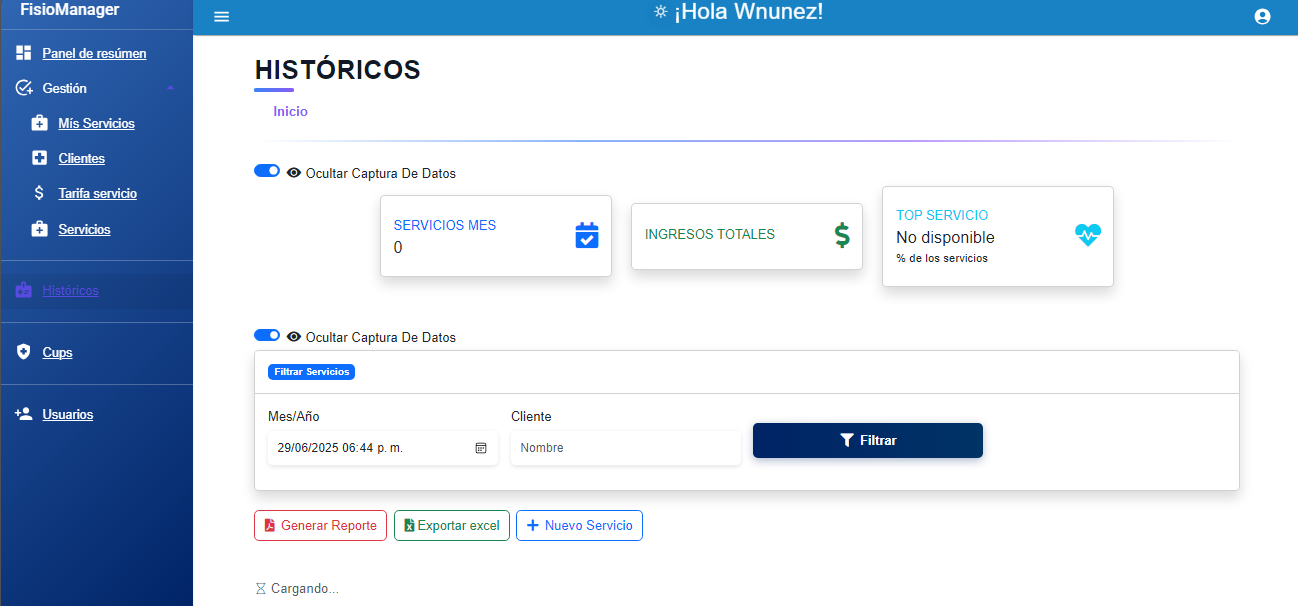 FisioManager
¡Hola Wnunez!
Panel de resúmen
Gestión
Mis Servicios
Clientes
Tarifa servicio
Servicios
Históricos
Cups
Usuarios
HISTÓRICOS
Inicio
Ocultar Captura De Datos
SERVICIOS MES
0
INGRESOS TOTALES
TOP SERVICIO
No disponible
% de los servicios
Ocultar Captura De Datos
Filtrar Servicios
Mes/Año
Cliente
29/06/2025 06:44 p. m.
Nombre
Filtrar
Generar Reporte
Exportar excel
Nuevo Servicio
Cargando...